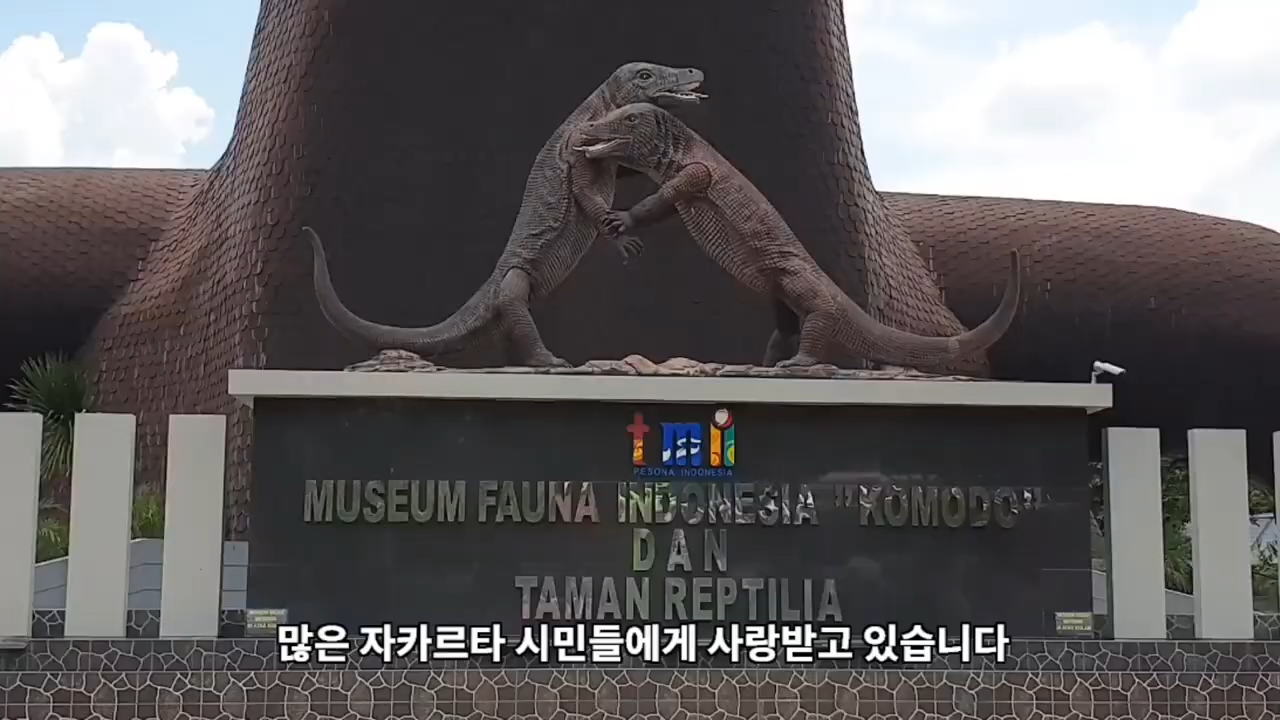 tmii
PESONA INDONESIA
MUSEUM FAUNA INDONESIA "KOMODO"
DAN
TAMAN REPTILIA
많은 자카르타 시민들에게 사랑받고 있습니다